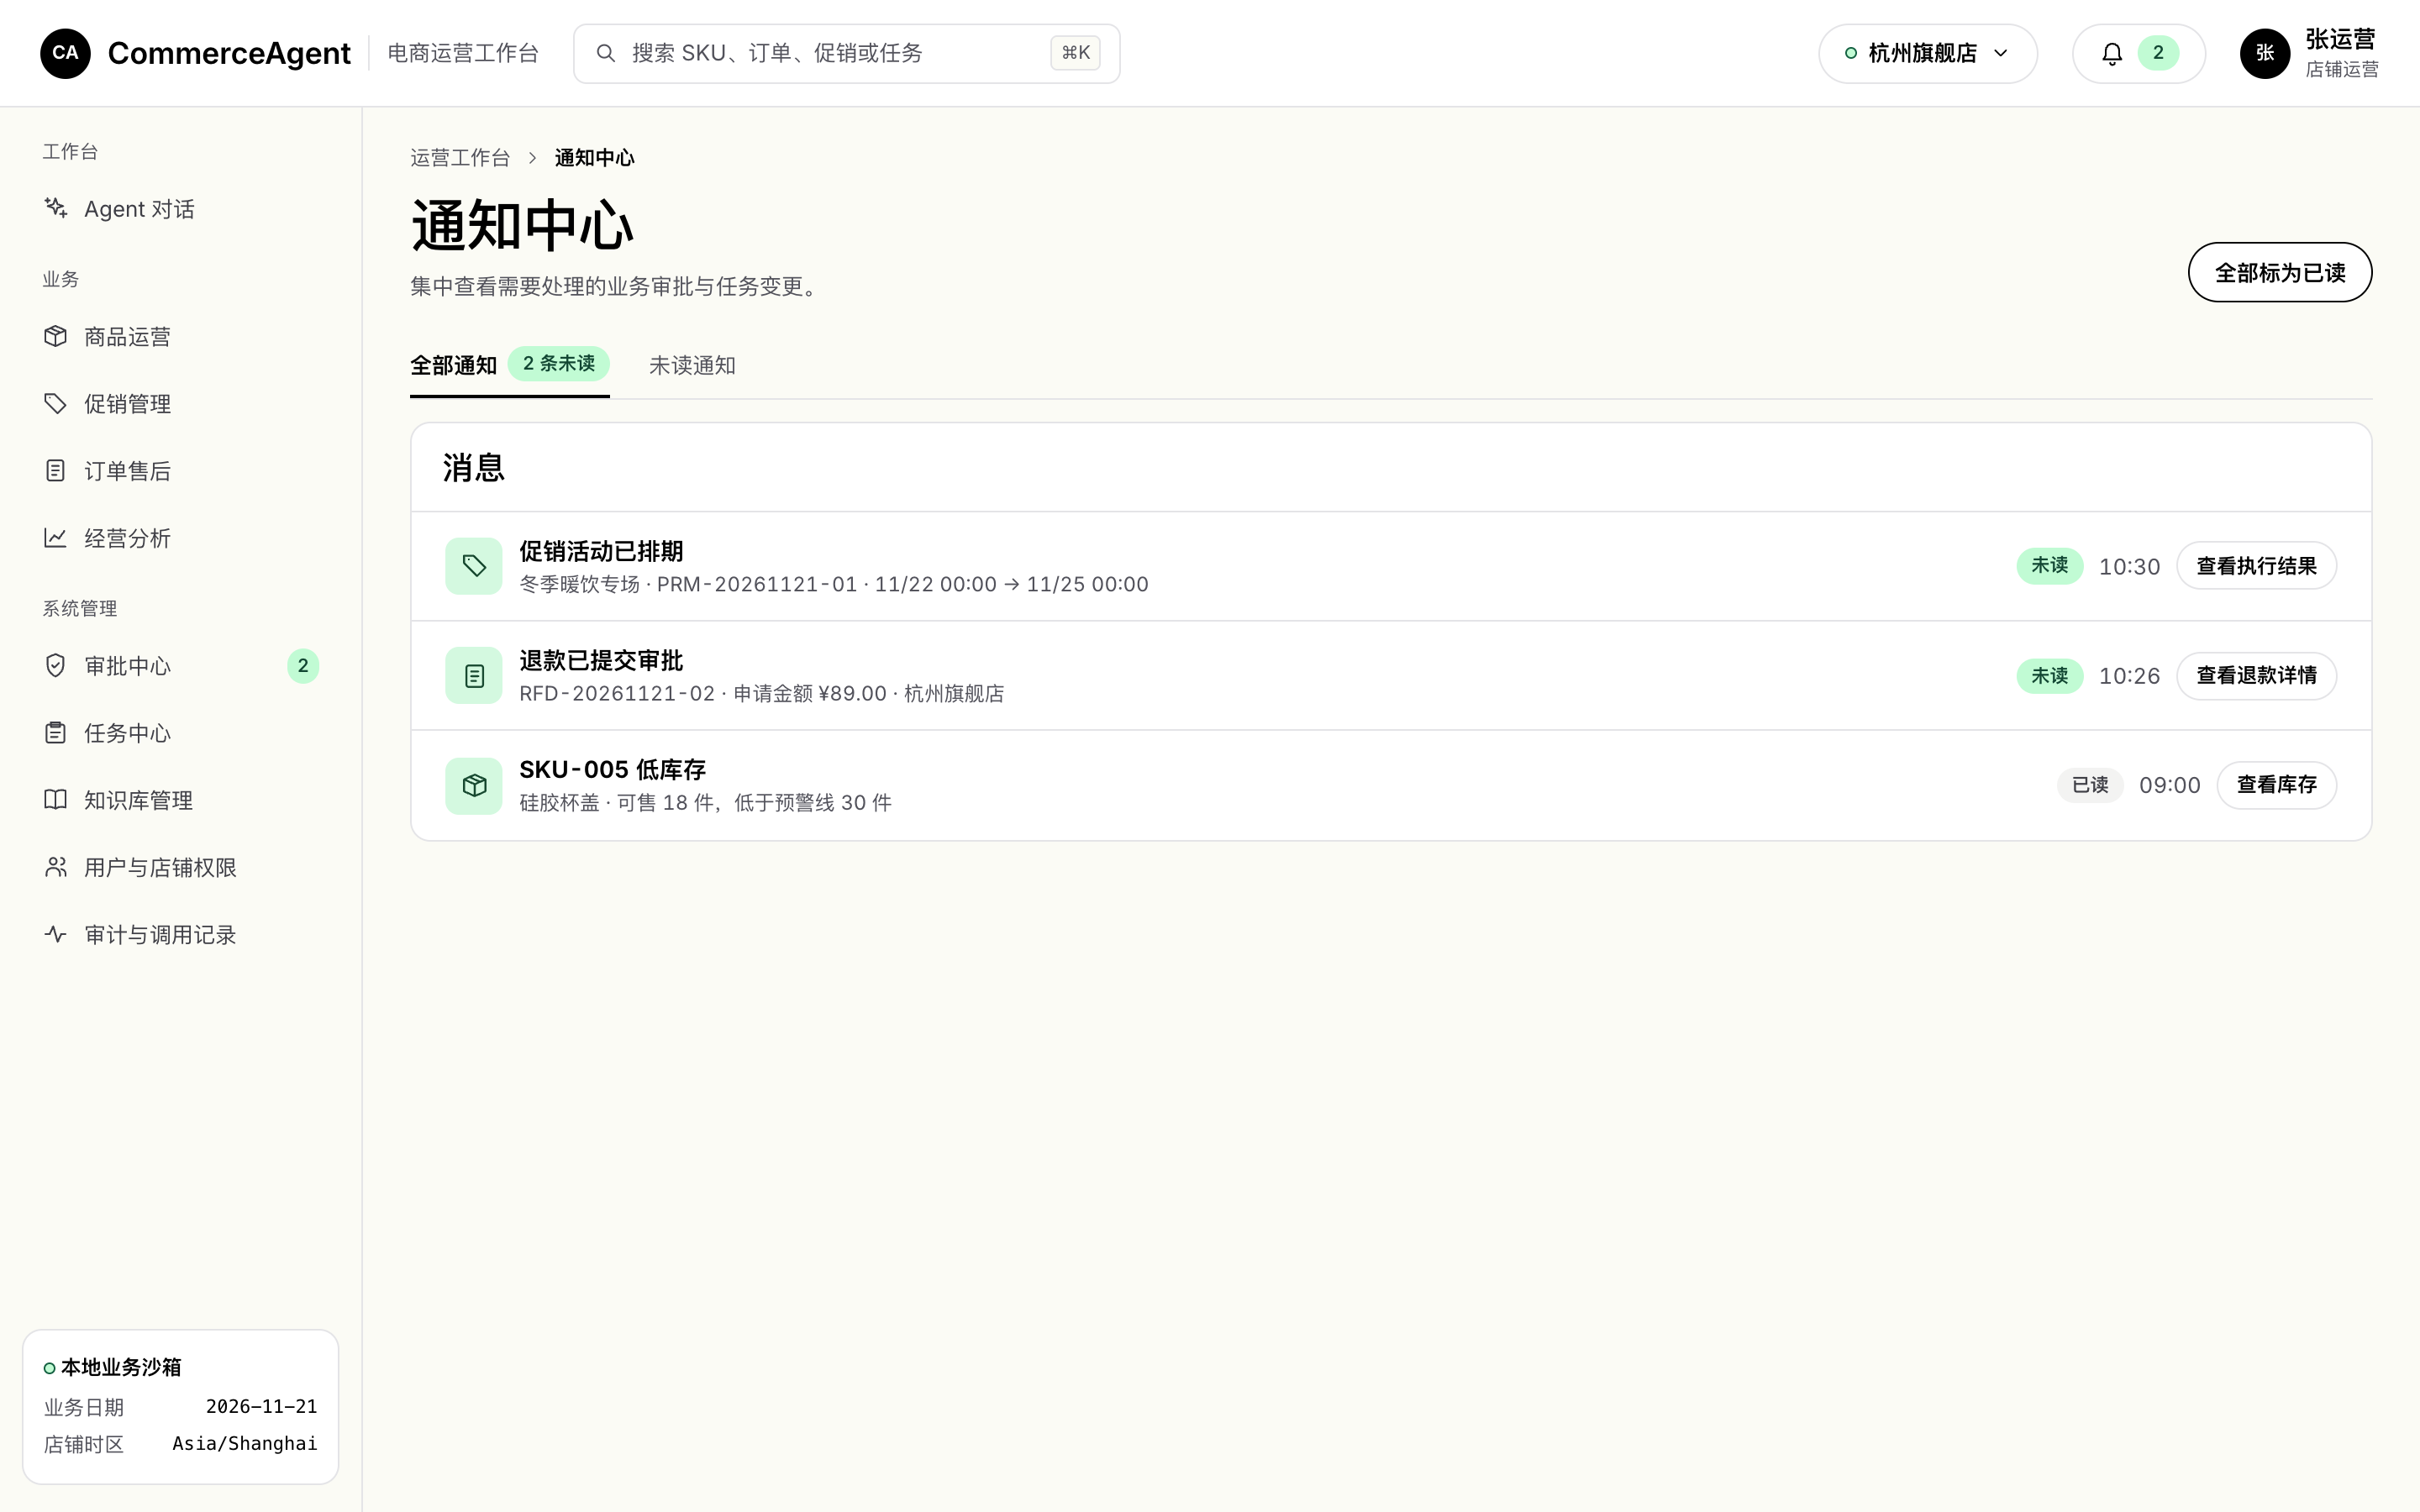 CA CommerceAgent 电商运营工作台 搜索 SKU、订单、促销或任务 ⌘K 杭州旗舰店 2 张 张运营
店铺运营
工作台
Agent 对话
业务
商品运营
促销管理
订单售后
经营分析
系统管理
审批中心 2
任务中心
知识库管理
用户与店铺权限
审计与调用记录
本地业务沙箱
业务日期 2026-11-21
店铺时区 Asia/Shanghai
运营工作台 > 通知中心
通知中心
集中查看需要处理的业务审批与任务变更。
全部标为已读
全部通知 2 条未读 未读通知
消息
促销活动已排期
冬季暖饮专场 · PRM-20261121-01 · 11/22 00:00 → 11/25 00:00
未读 10:30 查看执行结果
退款已提交审批
RFD-20261121-02 · 申请金额 ¥89.00 · 杭州旗舰店
未读 10:26 查看退款详情
SKU-005 低库存
硅胶杯盖 · 可售 18 件，低于预警线 30 件
已读 09:00 查看库存